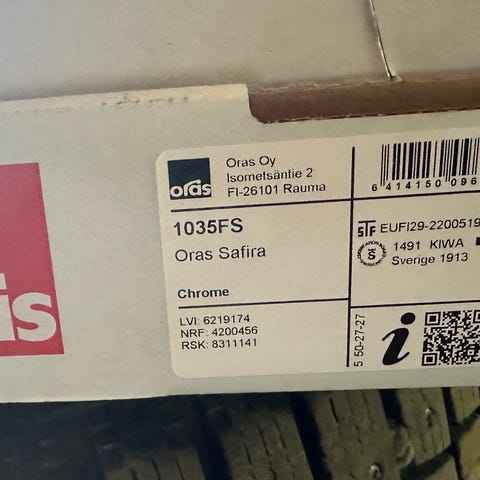 oras
Oras Oy
Isometsäntie 2
FI-26101 Rauma
6 414150 096
1035FS
Oras Safira
Chrome
LVI: 6219174
NRF: 4200456
RSK: 8311141
STF EUFI29-2200519
1491 KIWA
Sverige 1913
5 50-27-27
i
is